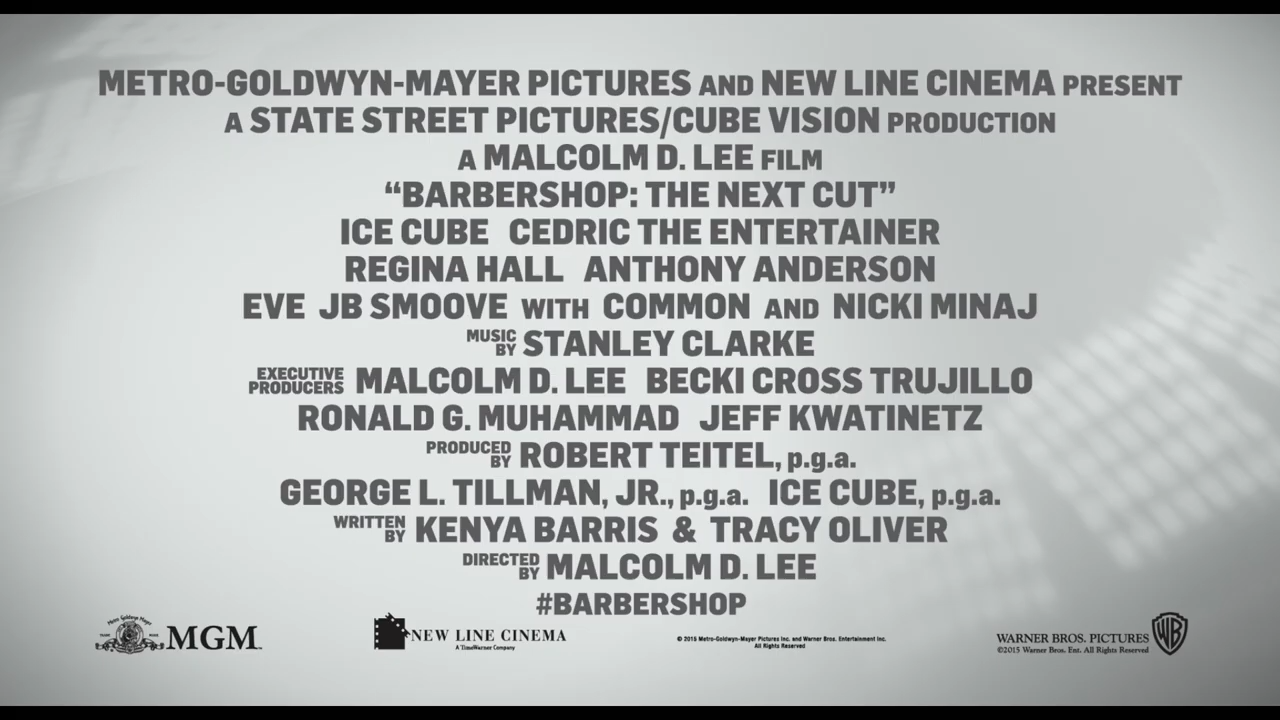 METRO-GOLDWYN-MAYER PICTURES AND NEW LINE CINEMA PRESENT
A STATE STREET PICTURES/CUBE VISION PRODUCTION
A MALCOLM D. LEE FILM
“BARBERSHOP: THE NEXT CUT”
ICE CUBE CEDRIC THE ENTERTAINER
REGINA HALL ANTHONY ANDERSON
EVE JB SMOOVE WITH COMMON AND NICKI MINAJ
MUSIC BY STANLEY CLARKE
EXECUTIVE PRODUCERS MALCOLM D. LEE BECKI CROSS TRUJILLO
RONALD G. MUHAMMAD JEFF KWATINETZ
PRODUCED BY ROBERT TEITEL, p.g.a.
GEORGE L. TILLMAN, JR., p.g.a. ICE CUBE, p.g.a.
WRITTEN BY KENYA BARRIS & TRACY OLIVER
DIRECTED BY MALCOLM D. LEE
#BARBERSHOP
Metro Goldwyn Mayer
MGM
NEW LINE CINEMA
A TimeWarner Company
© 2015 Metro-Goldwyn-Mayer Pictures Inc. and Warner Bros. Entertainment Inc.
All Rights Reserved
WARNER BROS. PICTURES
©2015 Warner Bros. Ent. All Rights Reserved
WB